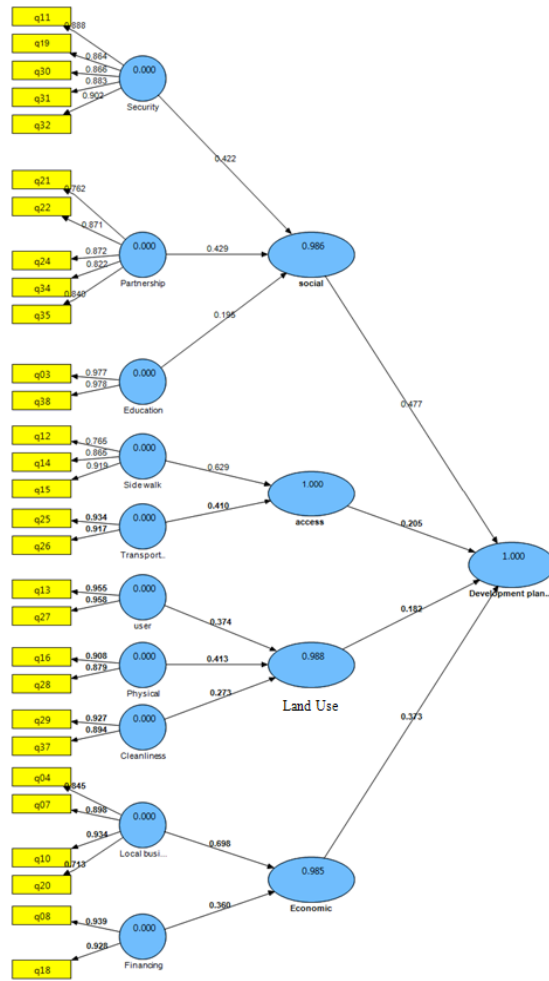 q11
0.888
q19
0.864
0.000
q30
0.866
q31
0.883
0.902
Security
q32
0.422
q21
0.762
q22
0.871
0.000
0.986
q24
0.872
0.429
q34
0.822
Partnership
social
q35
0.840
0.195
q03
0.977
0.000
q38
0.978
Education
0.477
q12
0.765
0.000
q14
0.866
0.629
q15
0.919
Side walk
1.000
q25
0.934
0.000
0.410
access
q26
0.917
0.205
Transport..
1.000
q13
0.955
0.000
Development plan..
q27
0.958
user
0.374
0.182
q16
0.908
0.000
0.413
0.988
q28
0.879
Physical
0.273
Land Use
q29
0.927
0.000
q37
0.894
Cleanliness
0.373
q04
0.845
q07
0.898
0.000
q10
0.934
0.698
Local busi...
q20
0.713
0.985
q08
0.939
0.360
Economic
0.000
q18
0.928
Financing